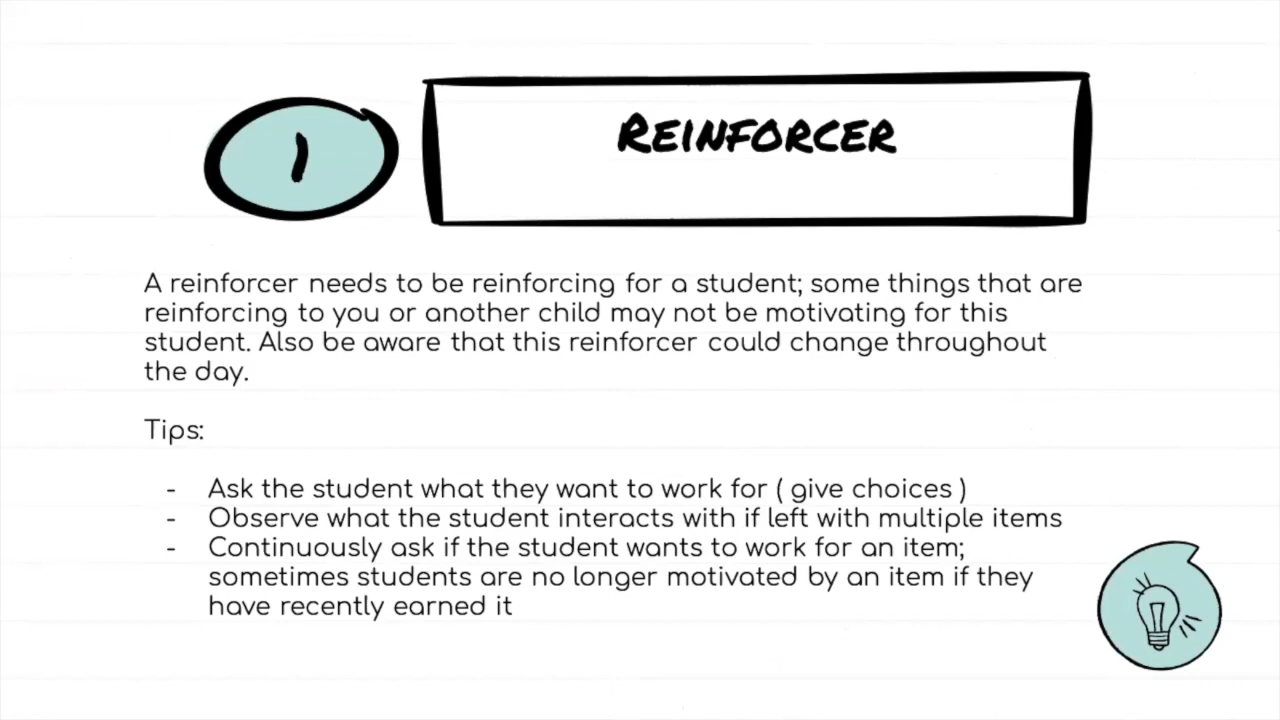 1
REINFORCER
A reinforcer needs to be reinforcing for a student; some things that are
reinforcing to you or another child may not be motivating for this
student. Also be aware that this reinforcer could change throughout
the day.
Tips:
- Ask the student what they want to work for ( give choices )
- Observe what the student interacts with if left with multiple items
- Continuously ask if the student wants to work for an item;
sometimes students are no longer motivated by an item if they
have recently earned it